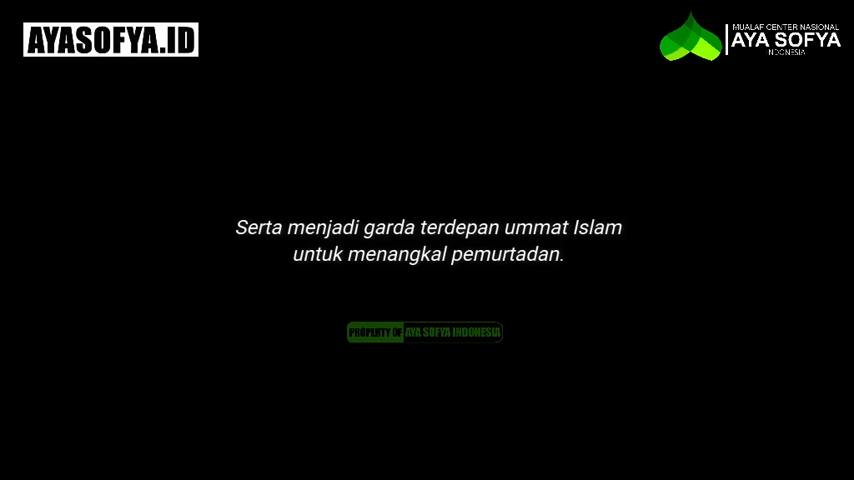 AYASOFYA.ID
MUALAF CENTER NASIONAL
AYA SOFYA
INDONESIA
Serta menjadi garda terdepan ummat Islam
untuk menangkal pemurtadan.
PROPERTY OF AYA SOFYA INDONESIA